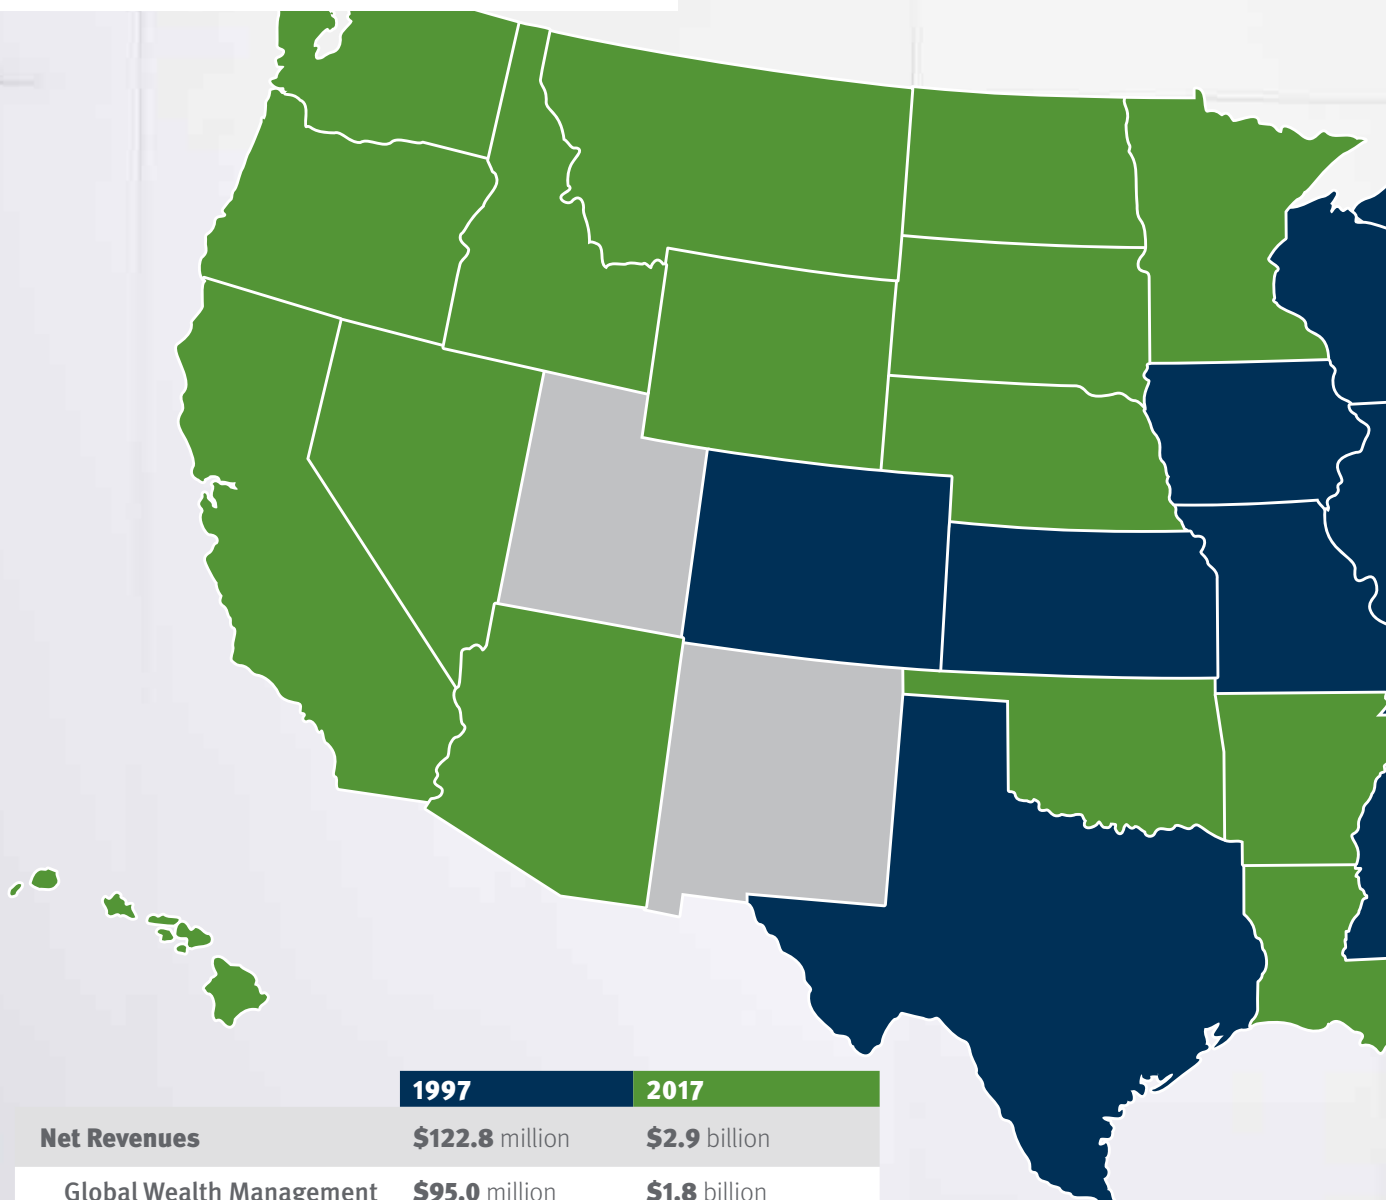 1997 2017
Net Revenues $122.8 million $2.9 billion
Global Wealth Management $95.0 million $1.8 billion